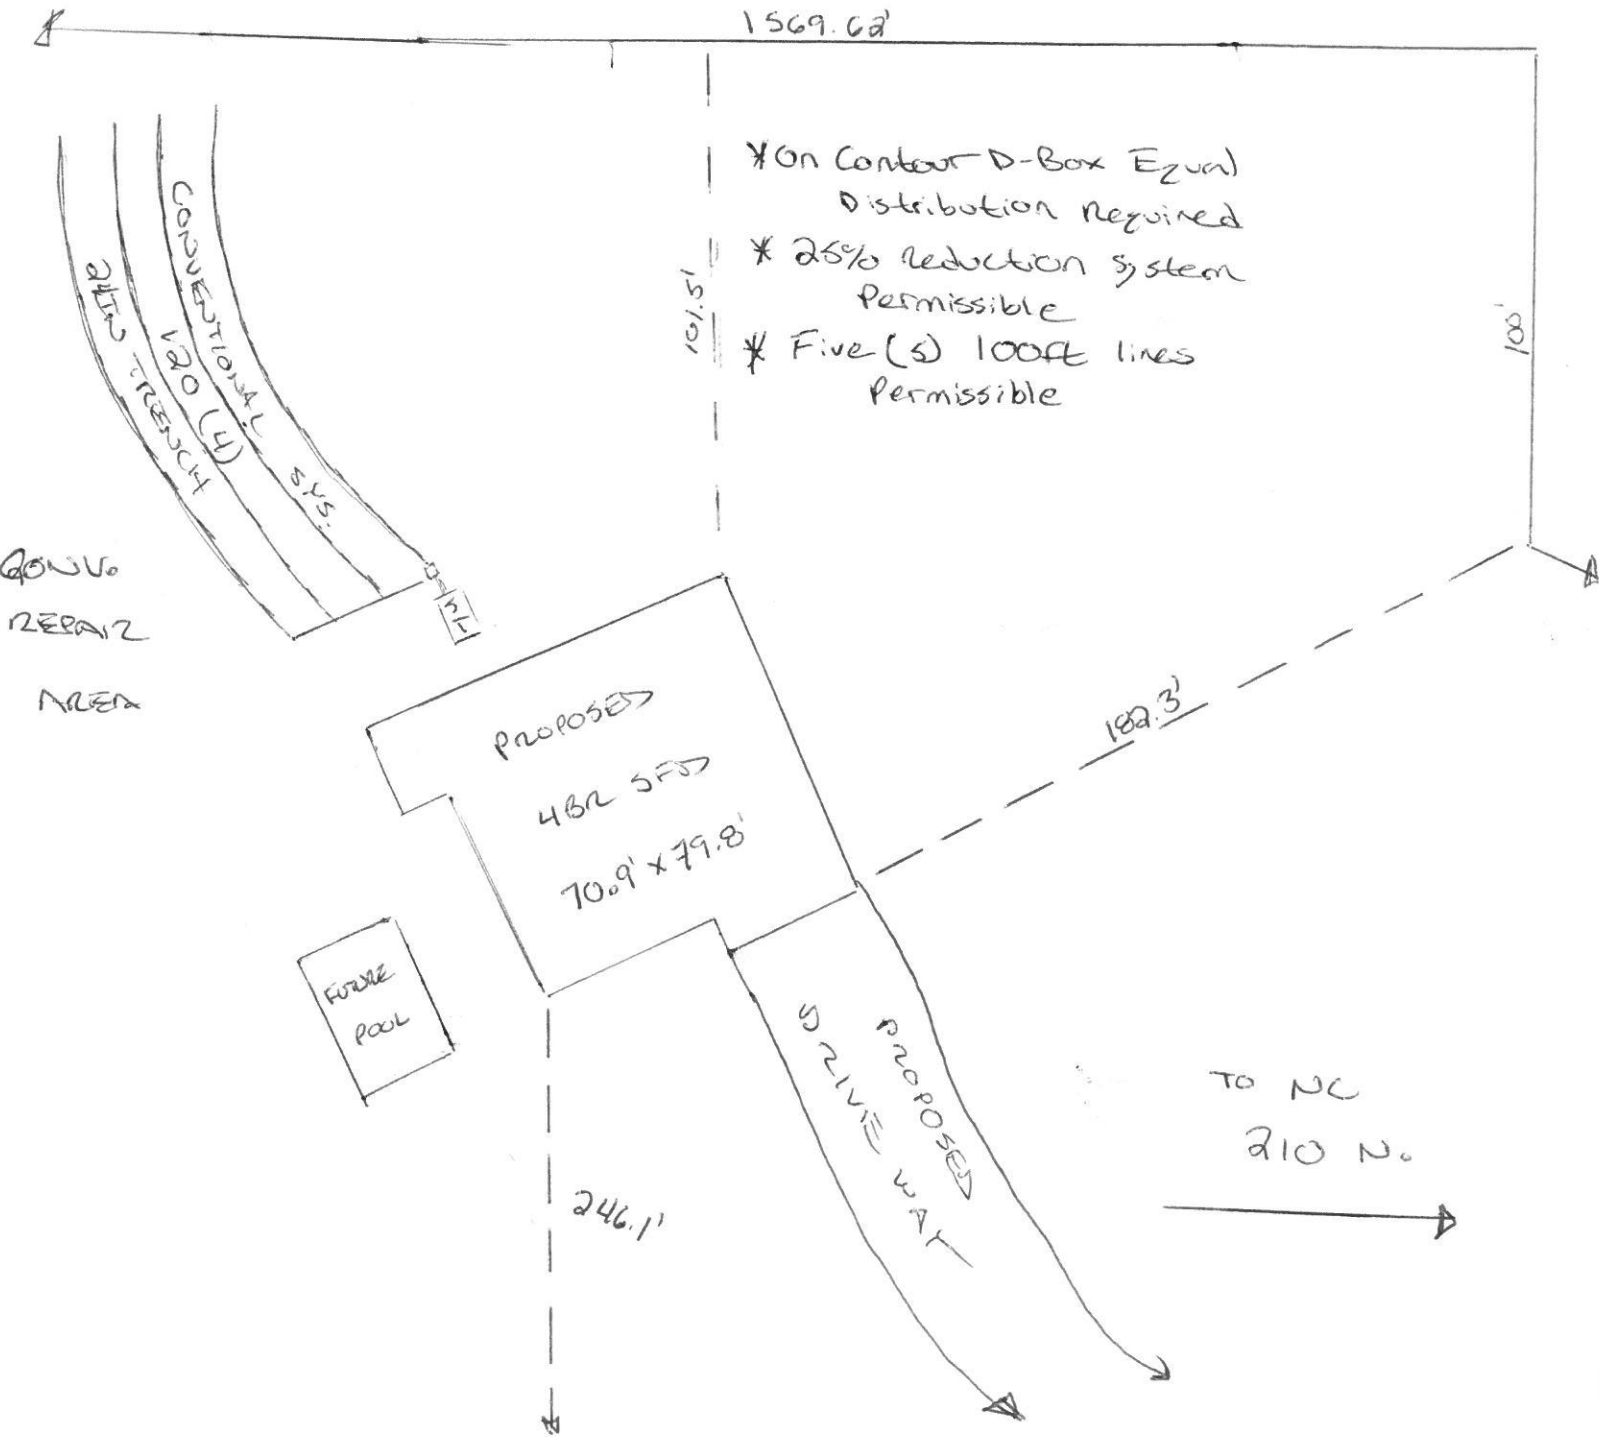 1569.62'
*On Contour D-Box Equal
Distribution Required
* 25% Reduction System
Permissible
* Five (5) 100ft lines
Permissible
101.5'
100'
CONVENTIONAL SYS.
120 (4)
24IN TRENCH
CONV.
REPAIR
AREA
PROPOSED
4BR SFD
70.9' x 79.8'
182.3'
FUTURE
POOL
PROPOSED
DRIVE WAY
246.1'
TO NC
210 N.